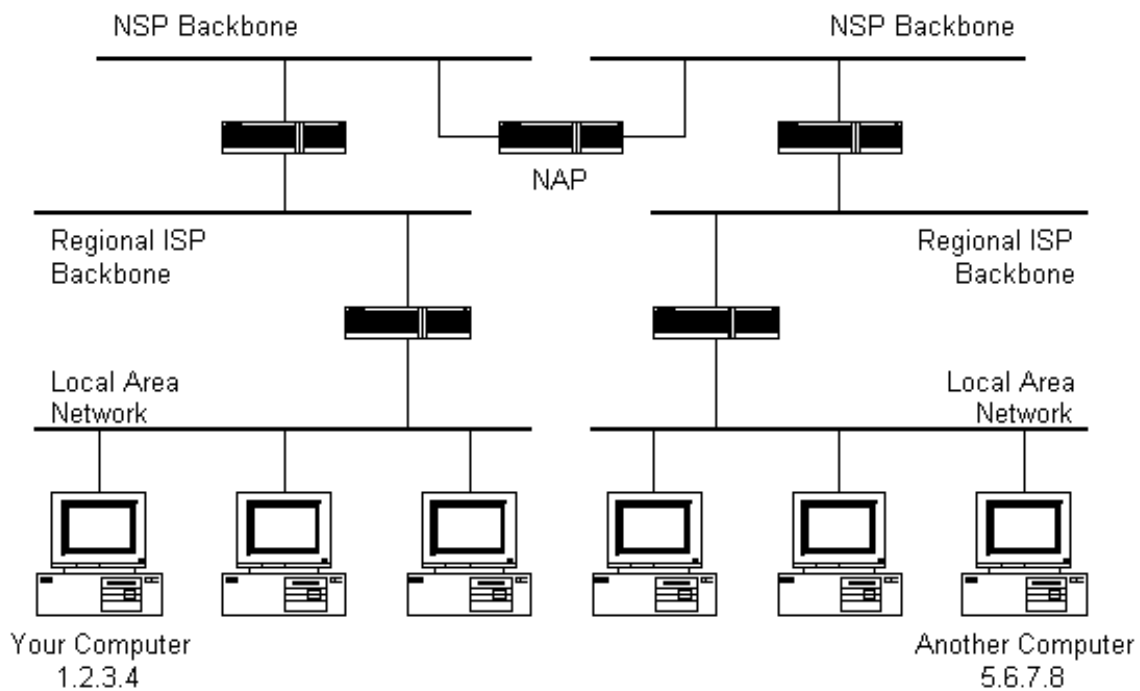 NSP Backbone
NSP Backbone
NAP
Regional ISP
Backbone
Regional ISP
Backbone
Local Area
Network
Local Area
Network
Your Computer
1.2.3.4
Another Computer
5.6.7.8